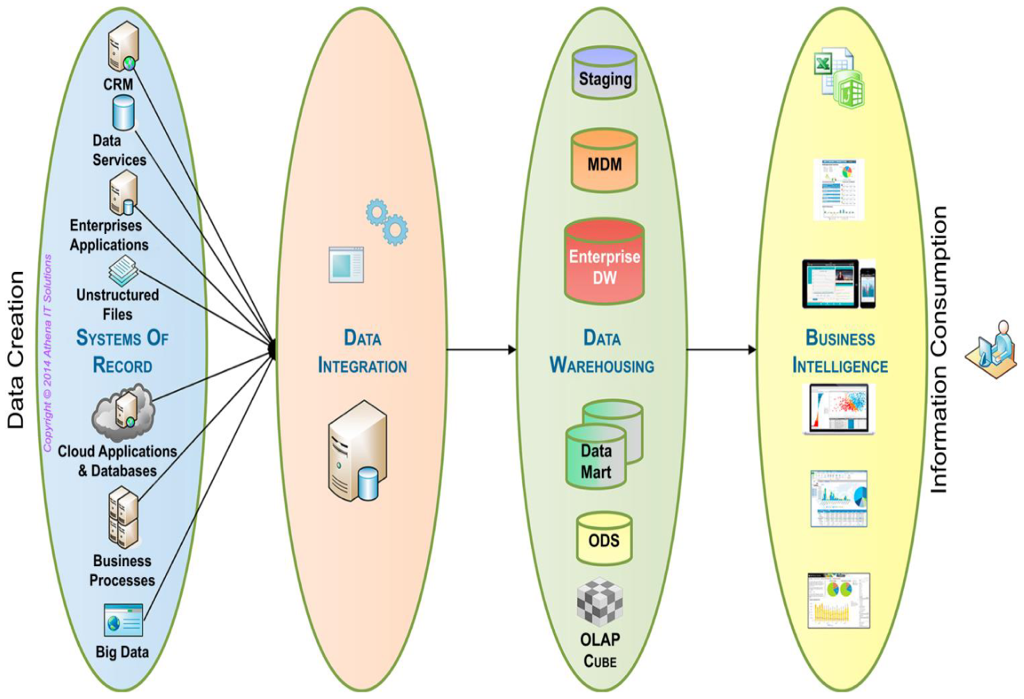 Data Creation
Copyright © 2014 Athena IT Solutions
CRM
Data
Services
Enterprises
Applications
Unstructured
Files
SYSTEMS OF
RECORD
Cloud Applications
& Databases
Business
Processes
Big Data
DATA
INTEGRATION
Staging
MDM
Enterprise
DW
DATA
WAREHOUSING
Data
Mart
ODS
OLAP
CUBE
BUSINESS
INTELLIGENCE
Information Consumption